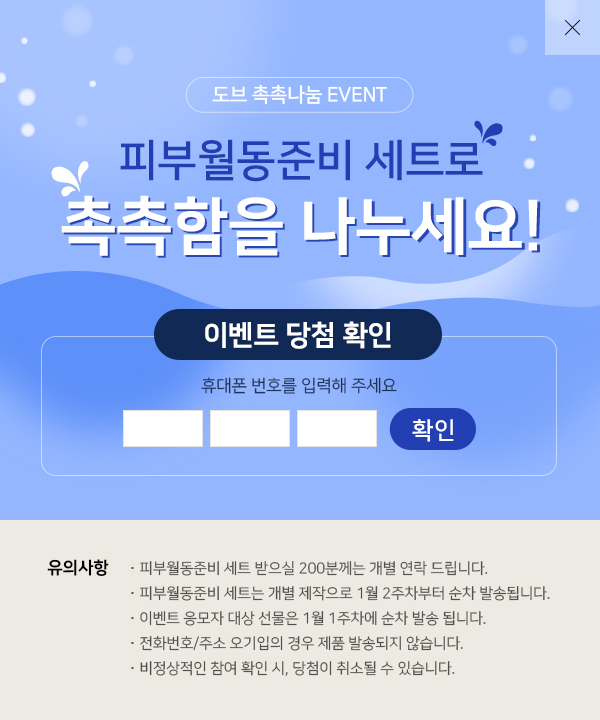 도브 촉촉나눔 EVENT
피부월동준비 세트로
촉촉함을 나누세요!
이벤트 당첨 확인
휴대폰 번호를 입력해 주세요
확인
유의사항
· 피부월동준비 세트 받으실 200분께는 개별 연락 드립니다.
· 피부월동준비 세트는 개별 제작으로 1월 2주차부터 순차 발송됩니다.
· 이벤트 응모자 대상 선물은 1월 1주차에 순차 발송 됩니다.
· 전화번호/주소 오기입의 경우 제품 발송되지 않습니다.
· 비정상적인 참여 확인 시, 당첨이 취소될 수 있습니다.